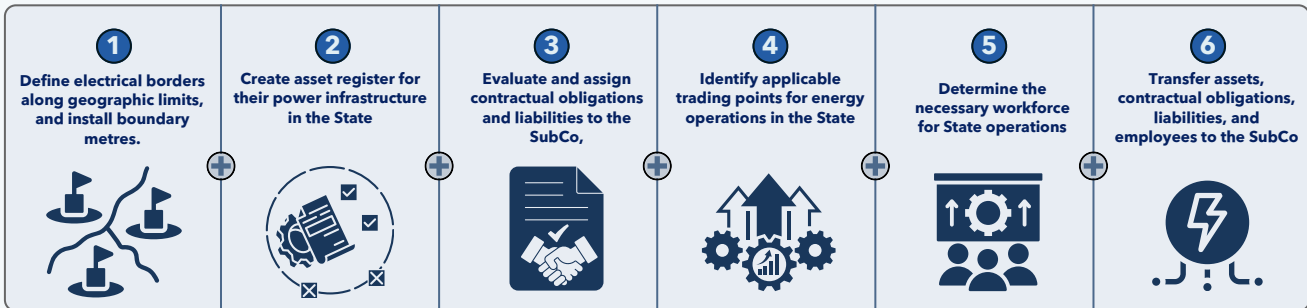 1
Define electrical borders
along geographic limits,
and install boundary
metres.
2
Create asset register for
their power infrastructure
in the State
3
Evaluate and assign
contractual obligations
and liabilities to the
SubCo,
4
Identify applicable
trading points for energy
operations in the State
5
Determine the
necessary workforce
for State operations
6
Transfer assets,
contractual obligations,
liabilities, and
employees to the SubCo